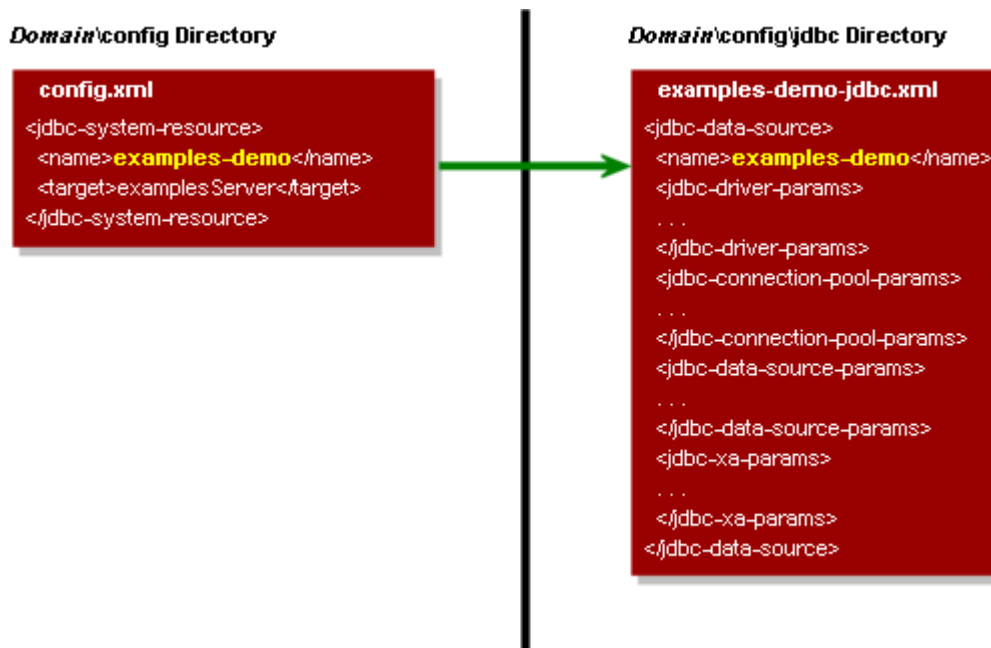 Domain\config Directory
config.xml
<jdbc-system-resource>
<name>examples-demo</name>
<target>examplesServer</target>
</jdbc-system-resource>
Domain\config\jdbc Directory
examples-demo-jdbc.xml
<jdbc-data-source>
<name>examples-demo</name>
<jdbc-driver-params>
. . .
</jdbc-driver-params>
<jdbc-connection-pool-params>
. . .
</jdbc-connection-pool-params>
<jdbc-data-source-params>
. . .
</jdbc-data-source-params>
<jdbc-xa-params>
. . .
</jdbc-xa-params>
</jdbc-data-source>